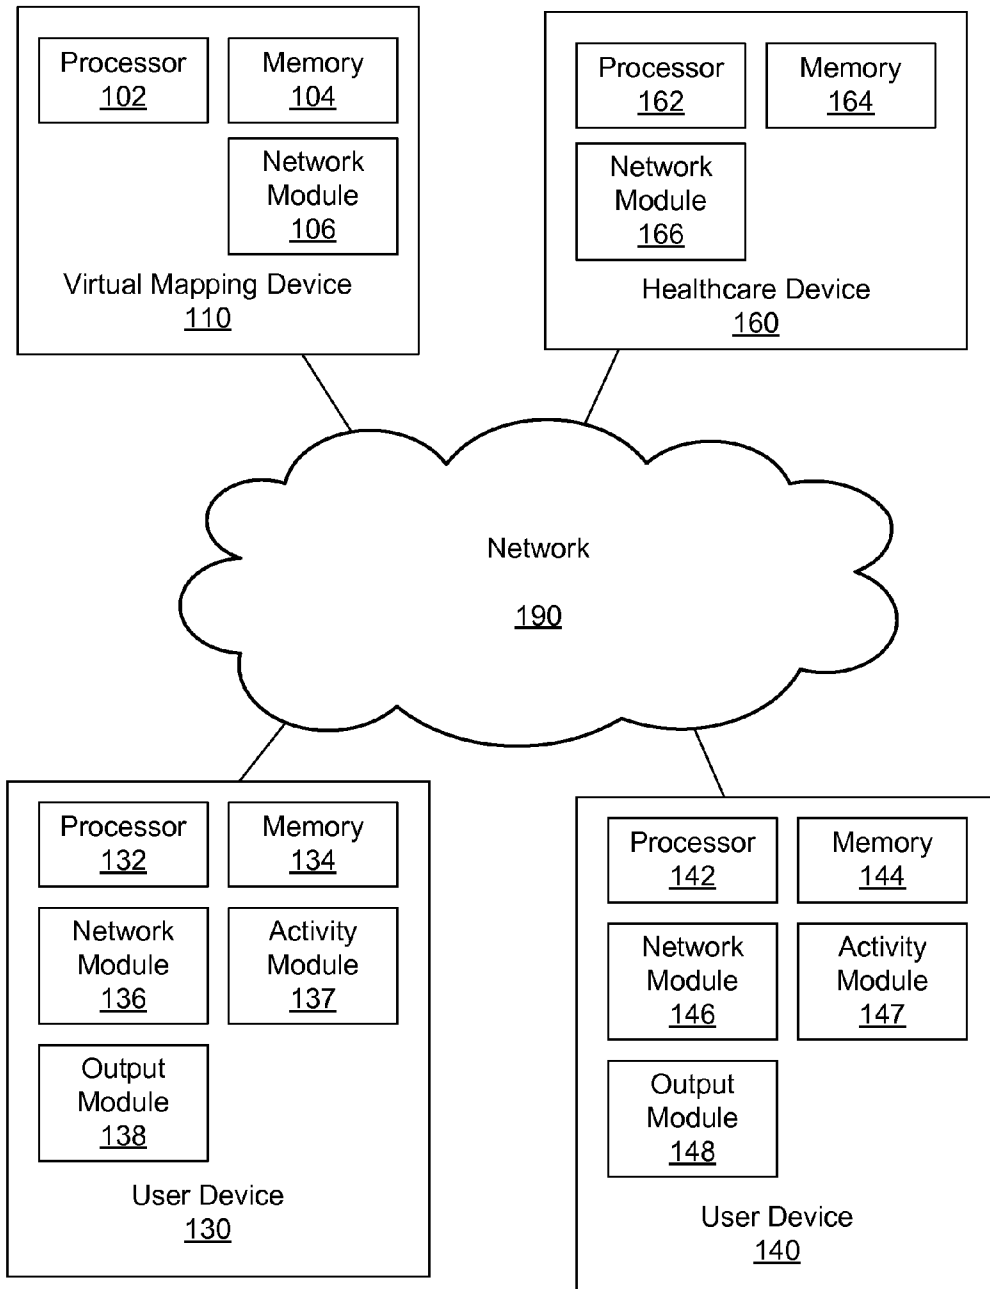 Processor
102
Memory
104
Network
Module
106
Virtual Mapping Device
110
Processor
162
Memory
164
Network
Module
166
Healthcare Device
160
Network
190
Processor
132
Memory
134
Network
Module
136
Activity
Module
137
Output
Module
138
User Device
130
Processor
142
Memory
144
Network
Module
146
Activity
Module
147
Output
Module
148
User Device
140